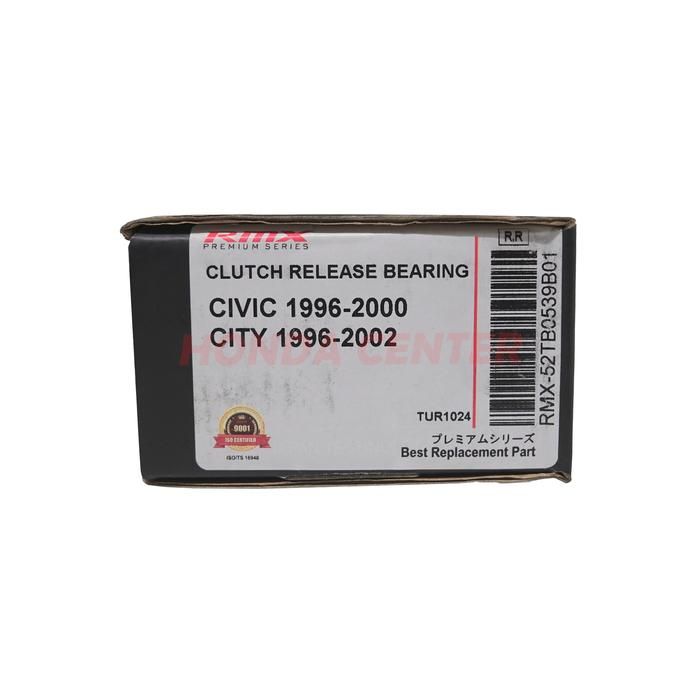 RMX
PREMIUM SERIES
R.R
CLUTCH RELEASE BEARING
CIVIC 1996-2000
CITY 1996-2002
HONDA CENTER
TUR1024
9001
ISO CERTIFIED
ISO/TS 16949
プレミアムシリーズ
Best Replacement Part
RMX-52TB0539B01